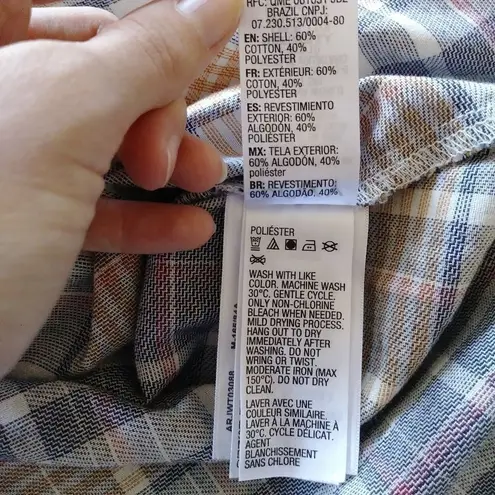 BRAZIL CNPJ:
07.230.513/0004-80
EN: SHELL: 60%
COTTON, 40%
POLYESTER
FR: EXTÉRIEUR: 60%
COTON, 40%
POLYESTER
ES: REVESTIMIENTO
EXTERIOR: 60%
ALGODÓN, 40%
POLIÉSTER
MX: TELA EXTERIOR:
60% ALGODÓN, 40%
poliéster
BR: REVESTIMENTO:
60% ALGODÃO, 40%
POLIÉSTER
WASH WITH LIKE
COLOR. MACHINE WASH
30°C. GENTLE CYCLE.
ONLY NON-CHLORINE
BLEACH WHEN NEEDED.
MILD DRYING PROCESS.
HANG OUT TO DRY
IMMEDIATELY AFTER
WASHING. DO NOT
WRING OR TWIST.
MODERATE IRON (MAX
150°C). DO NOT DRY
CLEAN.
LAVER AVEC UNE
COULEUR SIMILAIRE.
LAVER À LA MACHINE À
30°C. CYCLE DÉLICAT.
AGENT
BLANCHISSEMENT
SANS CHLORE